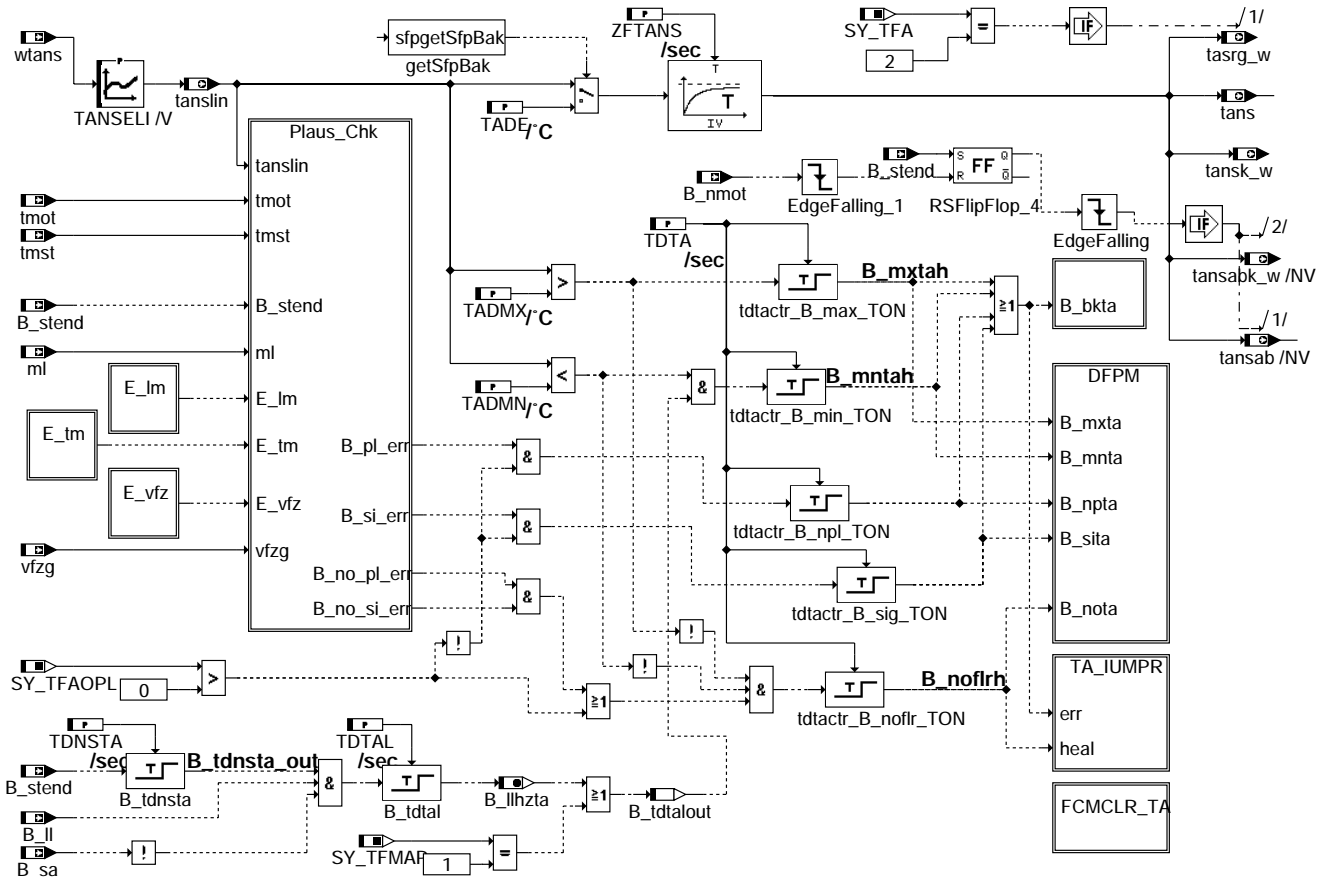 wtans
TANSELI /V
tanslin
sfpgetSfpBak
getSfpBak
TADE
/°C
ZFTANS
/sec
T
T
IV
SY_TFA
2
=
IF
/1/
tasrg_w
tans
tansk_w
Plaus_Chk
tanslin
tmot
tmst
B_stend
ml
E_lm
E_tm
E_vfz
vfzg
B_pl_err
B_si_err
B_no_pl_err
B_no_si_err
tmot
tmst
B_stend
ml
E_lm
E_tm
E_vfz
vfzg
B_nmot
EdgeFalling_1
B_stend
S
Q
R
Q
FF
RSFlipFlop_4
EdgeFalling
IF
/2/
tansabk_w /NV
/1/
tansab /NV
TDTA
/sec
>
TADMX
/°C
<
TADMN
/°C
&
T
tdtactr_B_max_TON
B_mxtah
T
tdtactr_B_min_TON
B_mntah
≥1
B_bkta
&
&
&
T
tdtactr_B_npl_TON
T
tdtactr_B_sig_TON
DFPM
B_mxta
B_mnta
B_npta
B_sita
B_nota
!
!
!
SY_TFAOPL
0
>
≥1
&
T
tdtactr_B_noflr_TON
B_noflrh
TA_IUMPR
err
heal
FCMCLR_TA
TDNSTA
/sec
B_stend
T
B_tdnsta
B_tdnsta_out
B_ll
B_sa
!
&
TDTAL
/sec
T
B_tdtal
B_llhzta
≥1
B_tdtalout
SY_TFMAP
1
=